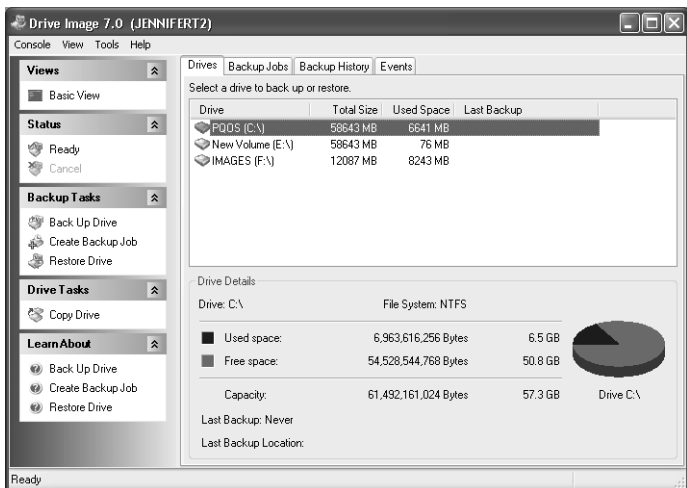 Drive Image 7.0 (JENNIFERT2)
Console View Tools Help
Views
Basic View
Status
Ready
Cancel
Backup Tasks
Back Up Drive
Create Backup Job
Restore Drive
Drive Tasks
Copy Drive
Learn About
Back Up Drive
Create Backup Job
Restore Drive
Drives Backup Jobs Backup History Events
Select a drive to back up or restore.
Drive Total Size Used Space Last Backup
PQOS (C:\) 58643 MB 6641 MB
New Volume (E:\) 58643 MB 76 MB
IMAGES (F:\) 12087 MB 8243 MB
Drive Details
Drive: C:\ File System: NTFS
Used space: 6,963,616,256 Bytes 6.5 GB
Free space: 54,528,544,768 Bytes 50.8 GB
Capacity: 61,492,161,024 Bytes 57.3 GB
Drive C:\
Last Backup: Never
Last Backup Location:
Ready